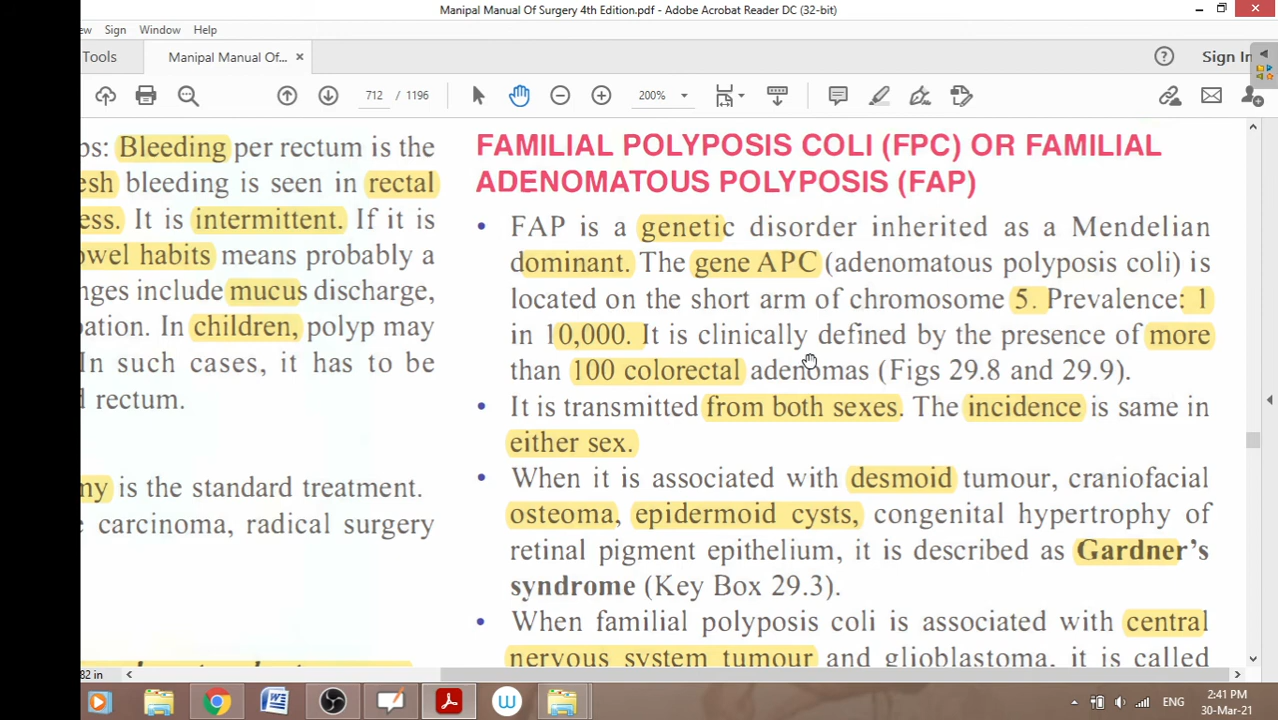 Manipal Manual Of Surgery 4th Edition.pdf - Adobe Acrobat Reader DC (32-bit)
ew Sign Window Help
Tools Manipal Manual Of... × Sign In
712 / 1196 200%
bs: Bleeding per rectum is the
esh bleeding is seen in rectal
ess. It is intermittent. If it is
owel habits means probably a
nges include mucus discharge,
pation. In children, polyp may
In such cases, it has to be
d rectum.
my is the standard treatment.
e carcinoma, radical surgery
FAMILIAL POLYPOSIS COLI (FPC) OR FAMILIAL
ADENOMATOUS POLYPOSIS (FAP)
• FAP is a genetic disorder inherited as a Mendelian
dominant. The gene APC (adenomatous polyposis coli) is
located on the short arm of chromosome 5. Prevalence: 1
in 10,000. It is clinically defined by the presence of more
than 100 colorectal adenomas (Figs 29.8 and 29.9).
• It is transmitted from both sexes. The incidence is same in
either sex.
• When it is associated with desmoid tumour, craniofacial
osteoma, epidermoid cysts, congenital hypertrophy of
retinal pigment epithelium, it is described as Gardner's
syndrome (Key Box 29.3).
• When familial polyposis coli is associated with central
nervous system tumour and glioblastoma, it is called
82 in
ENG
2:41 PM
30-Mar-21